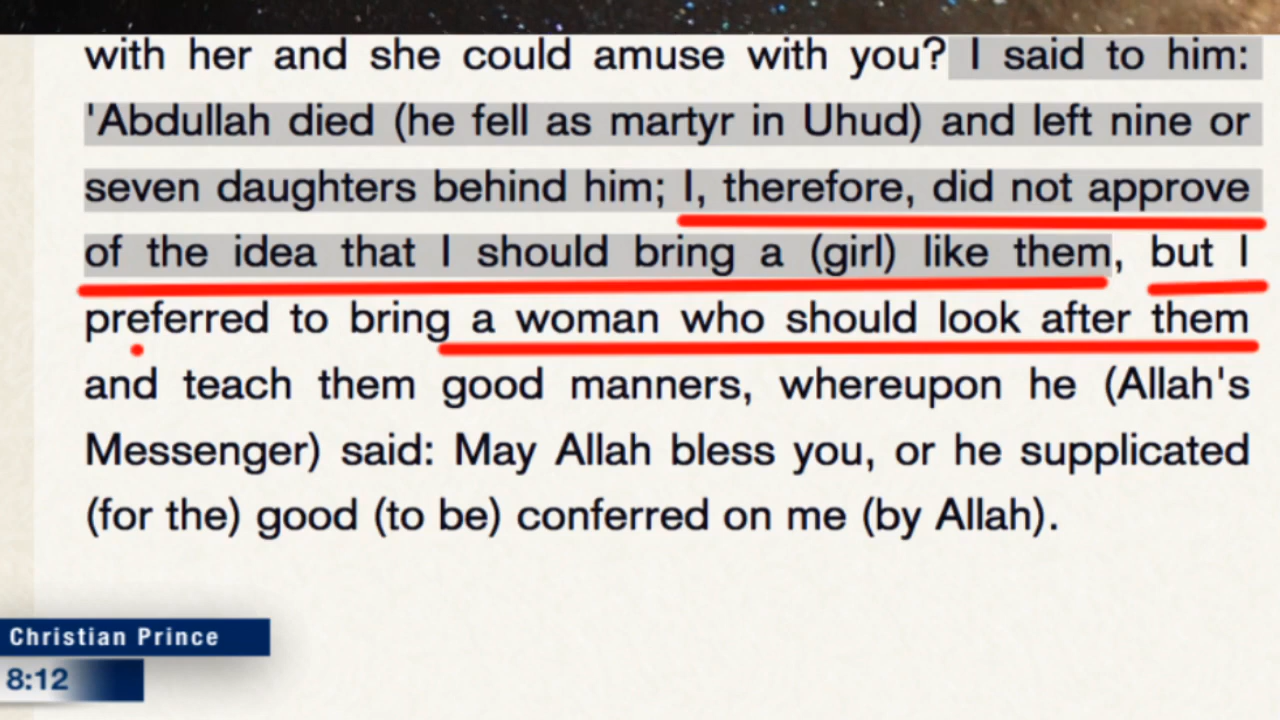 with her and she could amuse with you? I said to him:
'Abdullah died (he fell as martyr in Uhud) and left nine or
seven daughters behind him; I, therefore, did not approve
of the idea that I should bring a (girl) like them, but I
preferred to bring a woman who should look after them
and teach them good manners, whereupon he (Allah's
Messenger) said: May Allah bless you, or he supplicated
(for the) good (to be) conferred on me (by Allah).
Christian Prince
8:12